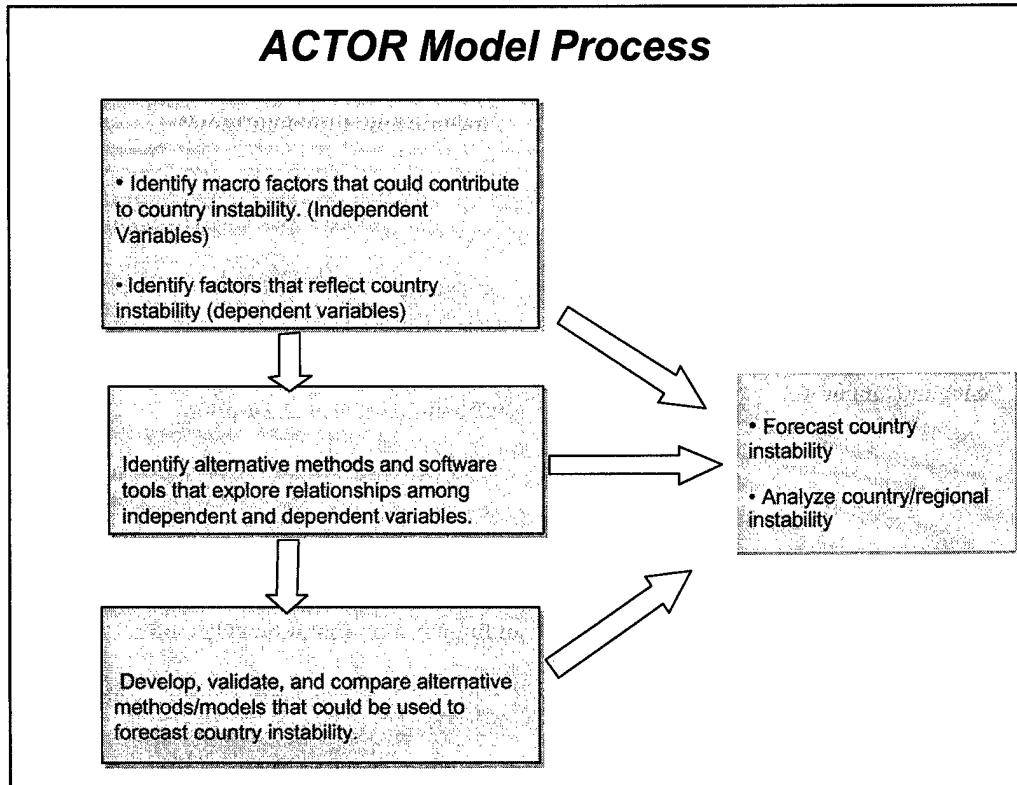 ACTOR Model Process
• Identify macro factors that could contribute
to country instability. (Independent
Variables)
• Identify factors that reflect country
instability (dependent variables)
Identify alternative methods and software
tools that explore relationships among
independent and dependent variables.
Develop, validate, and compare alternative
methods/models that could be used to
forecast country instability.
• Forecast country
instability
• Analyze country/regional
instability